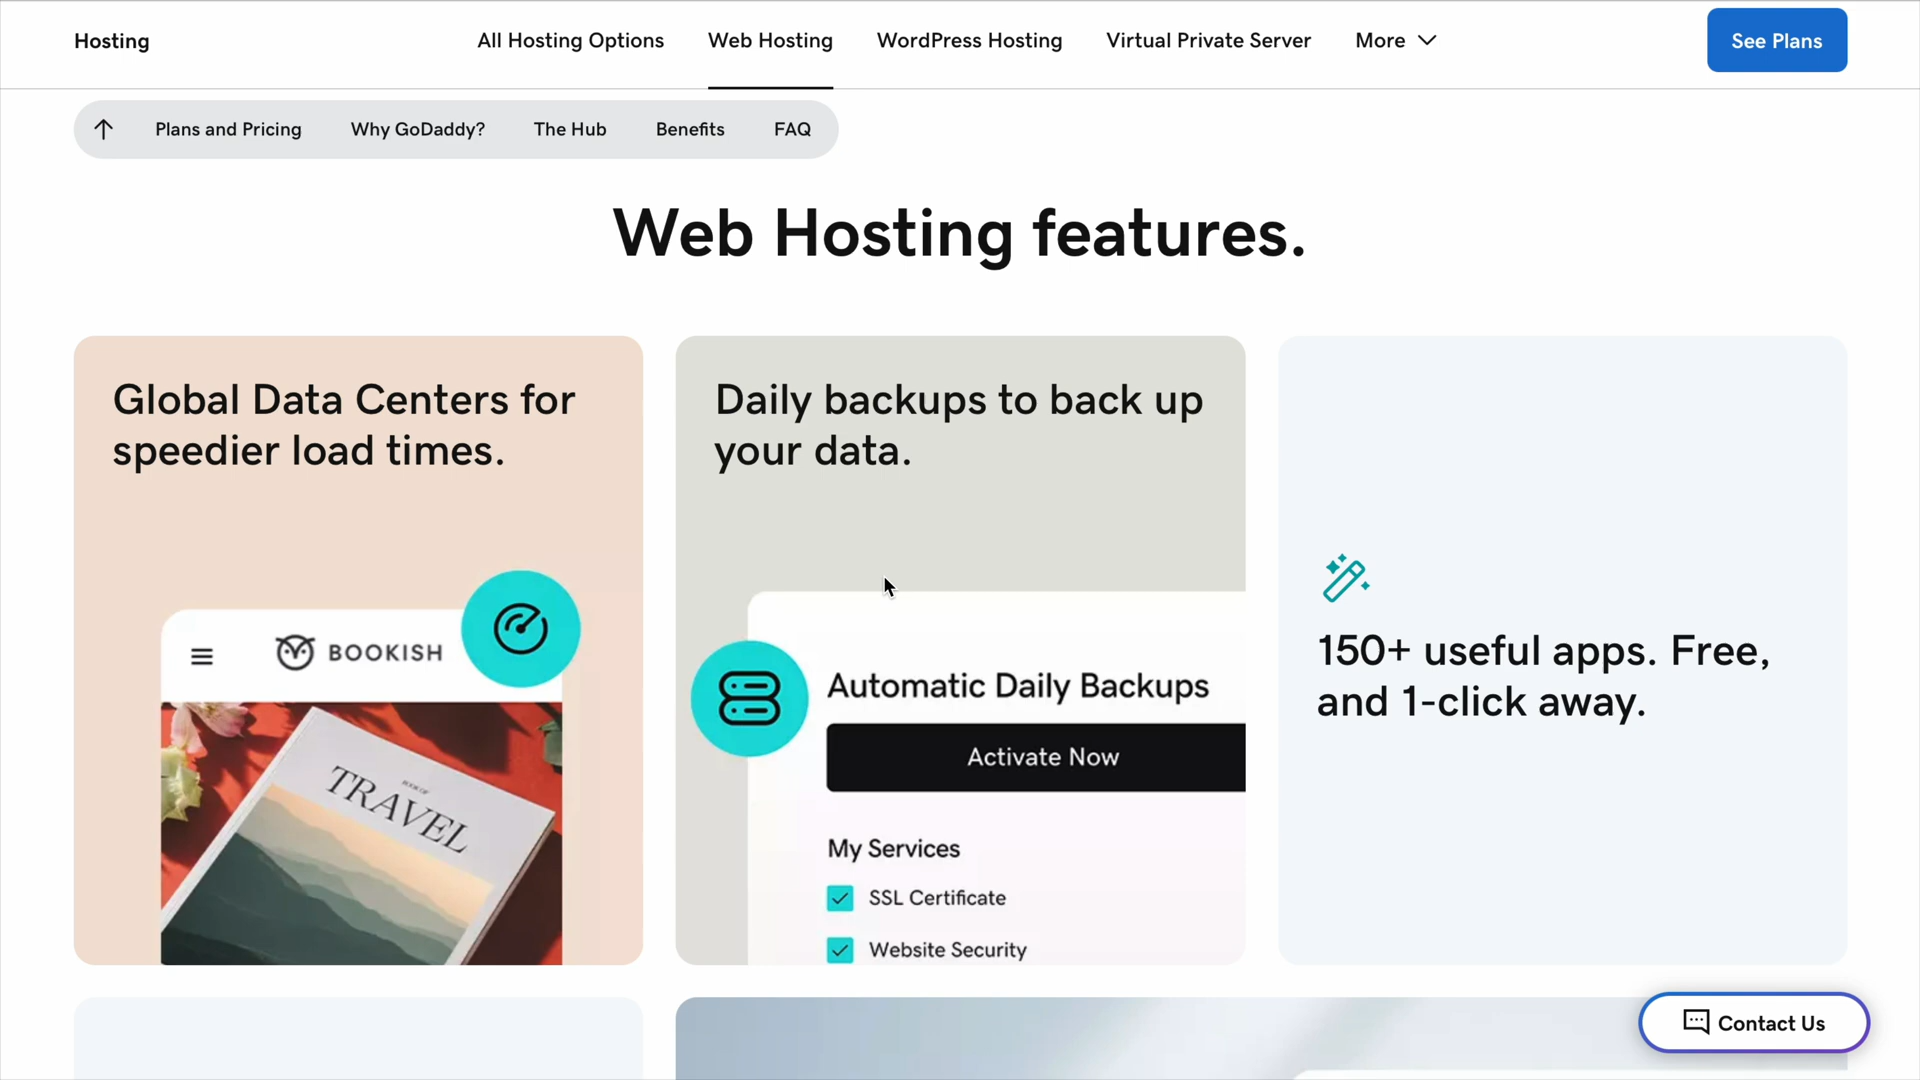 Hosting
All Hosting Options
Web Hosting
WordPress Hosting
Virtual Private Server
More
See Plans
Plans and Pricing
Why GoDaddy?
The Hub
Benefits
FAQ
Web Hosting features.
Global Data Centers for
speedier load times.
BOOKISH
BOOK OF
TRAVEL
Daily backups to back up
your data.
Automatic Daily Backups
Activate Now
My Services
SSL Certificate
Website Security
150+ useful apps. Free,
and 1-click away.
Contact Us